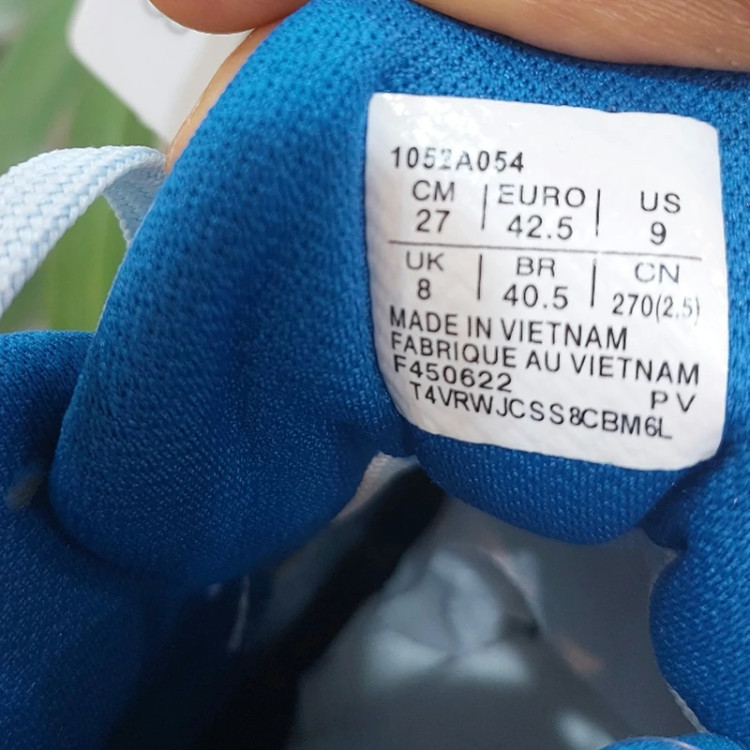 1052A054
CM | EURO | US
27 | 42.5 | 9
UK | BR | CN
8 | 40.5 | 270(2.5)
MADE IN VIETNAM
FABRIQUE AU VIETNAM
F450622 PV
T4VRWJCSS8CBM6L